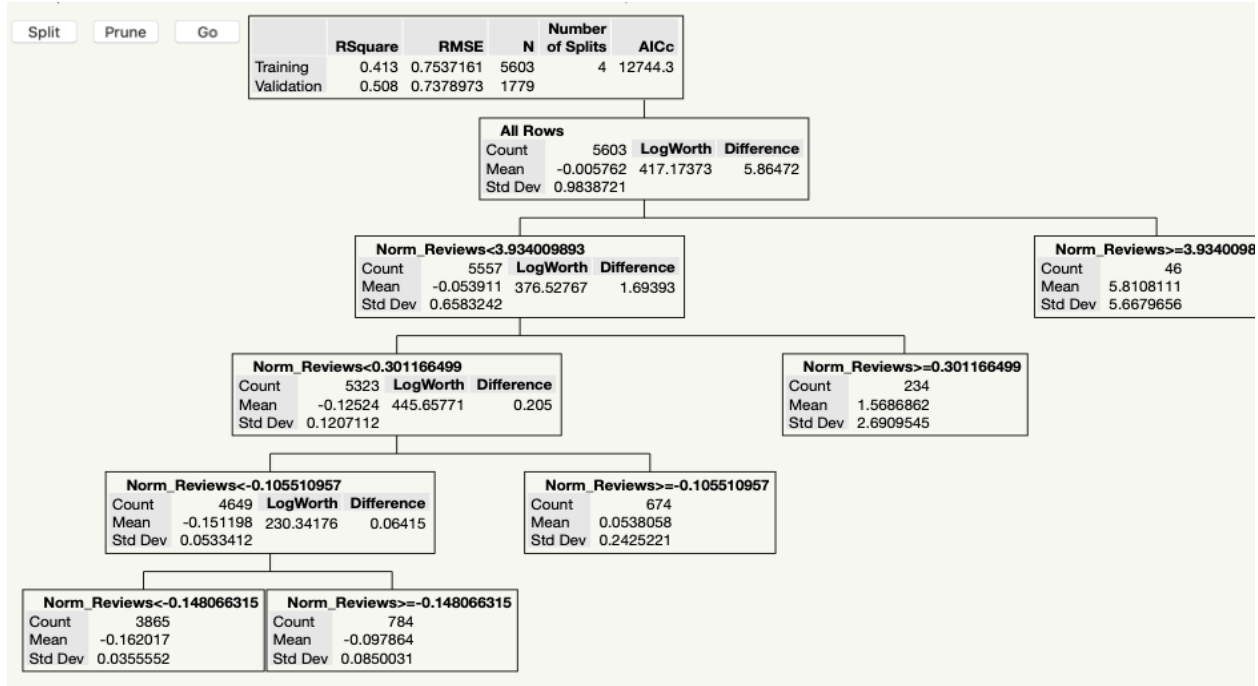 Split Prune Go
Number
RSquare RMSE N of Splits AICc
Training 0.413 0.7537161 5603 4 12744.3
Validation 0.508 0.7378973 1779
All Rows
Count 5603 LogWorth Difference
Mean -0.005762 417.17373 5.86472
Std Dev 0.9838721
Norm_Reviews<3.934009893 Norm_Reviews>=3.9340098
Count 5557 LogWorth Difference Count 46
Mean -0.053911 376.52767 1.69393 Mean 5.8108111
Std Dev 0.6583242 Std Dev 5.6679656
Norm_Reviews<0.301166499 Norm_Reviews>=0.301166499
Count 5323 LogWorth Difference Count 234
Mean -0.12524 445.65771 0.205 Mean 1.5686862
Std Dev 0.1207112 Std Dev 2.6909545
Norm_Reviews<-0.105510957 Norm_Reviews>=-0.105510957
Count 4649 LogWorth Difference Count 674
Mean -0.151198 230.34176 0.06415 Mean 0.0538058
Std Dev 0.0533412 Std Dev 0.2425221
Norm_Reviews<-0.148066315 Norm_Reviews>=-0.148066315
Count 3865 Count 784
Mean -0.162017 Mean -0.097864
Std Dev 0.0355552 Std Dev 0.0850031